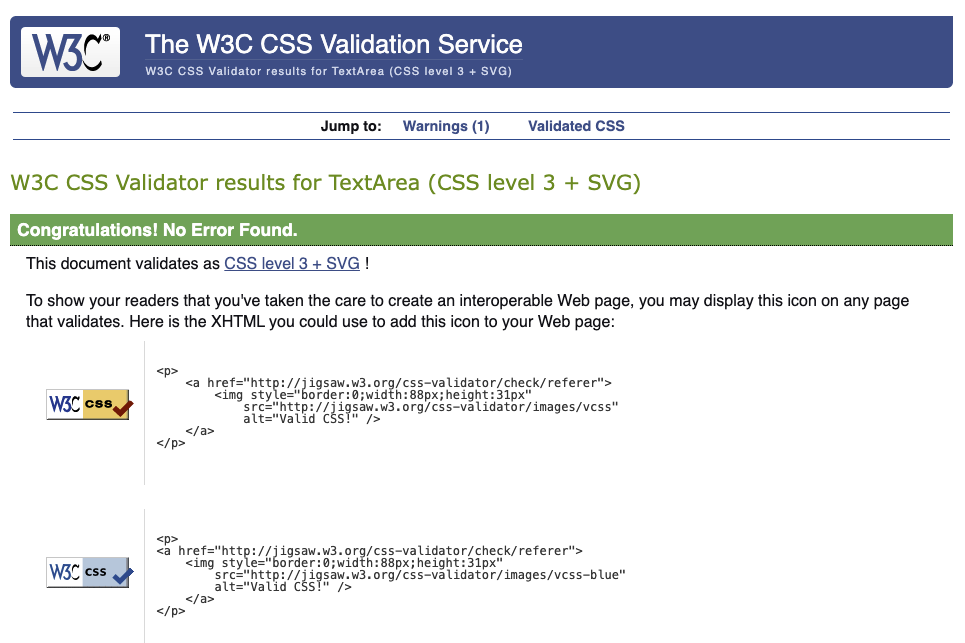 W3C®
The W3C CSS Validation Service
W3C CSS Validator results for TextArea (CSS level 3 + SVG)
Jump to: Warnings (1) Validated CSS
W3C CSS Validator results for TextArea (CSS level 3 + SVG)
Congratulations! No Error Found.
This document validates as CSS level 3 + SVG !
To show your readers that you've taken the care to create an interoperable Web page, you may display this icon on any page
that validates. Here is the XHTML you could use to add this icon to your Web page:
W3C css
<p>
    <a href="http://jigsaw.w3.org/css-validator/check/referer">
        <img style="border:0;width:88px;height:31px"
            src="http://jigsaw.w3.org/css-validator/images/vcss"
            alt="Valid CSS!" />
    </a>
</p>
W3C css
<p>
<a href="http://jigsaw.w3.org/css-validator/check/referer">
    <img style="border:0;width:88px;height:31px"
        src="http://jigsaw.w3.org/css-validator/images/vcss-blue"
        alt="Valid CSS!" />
    </a>
</p>